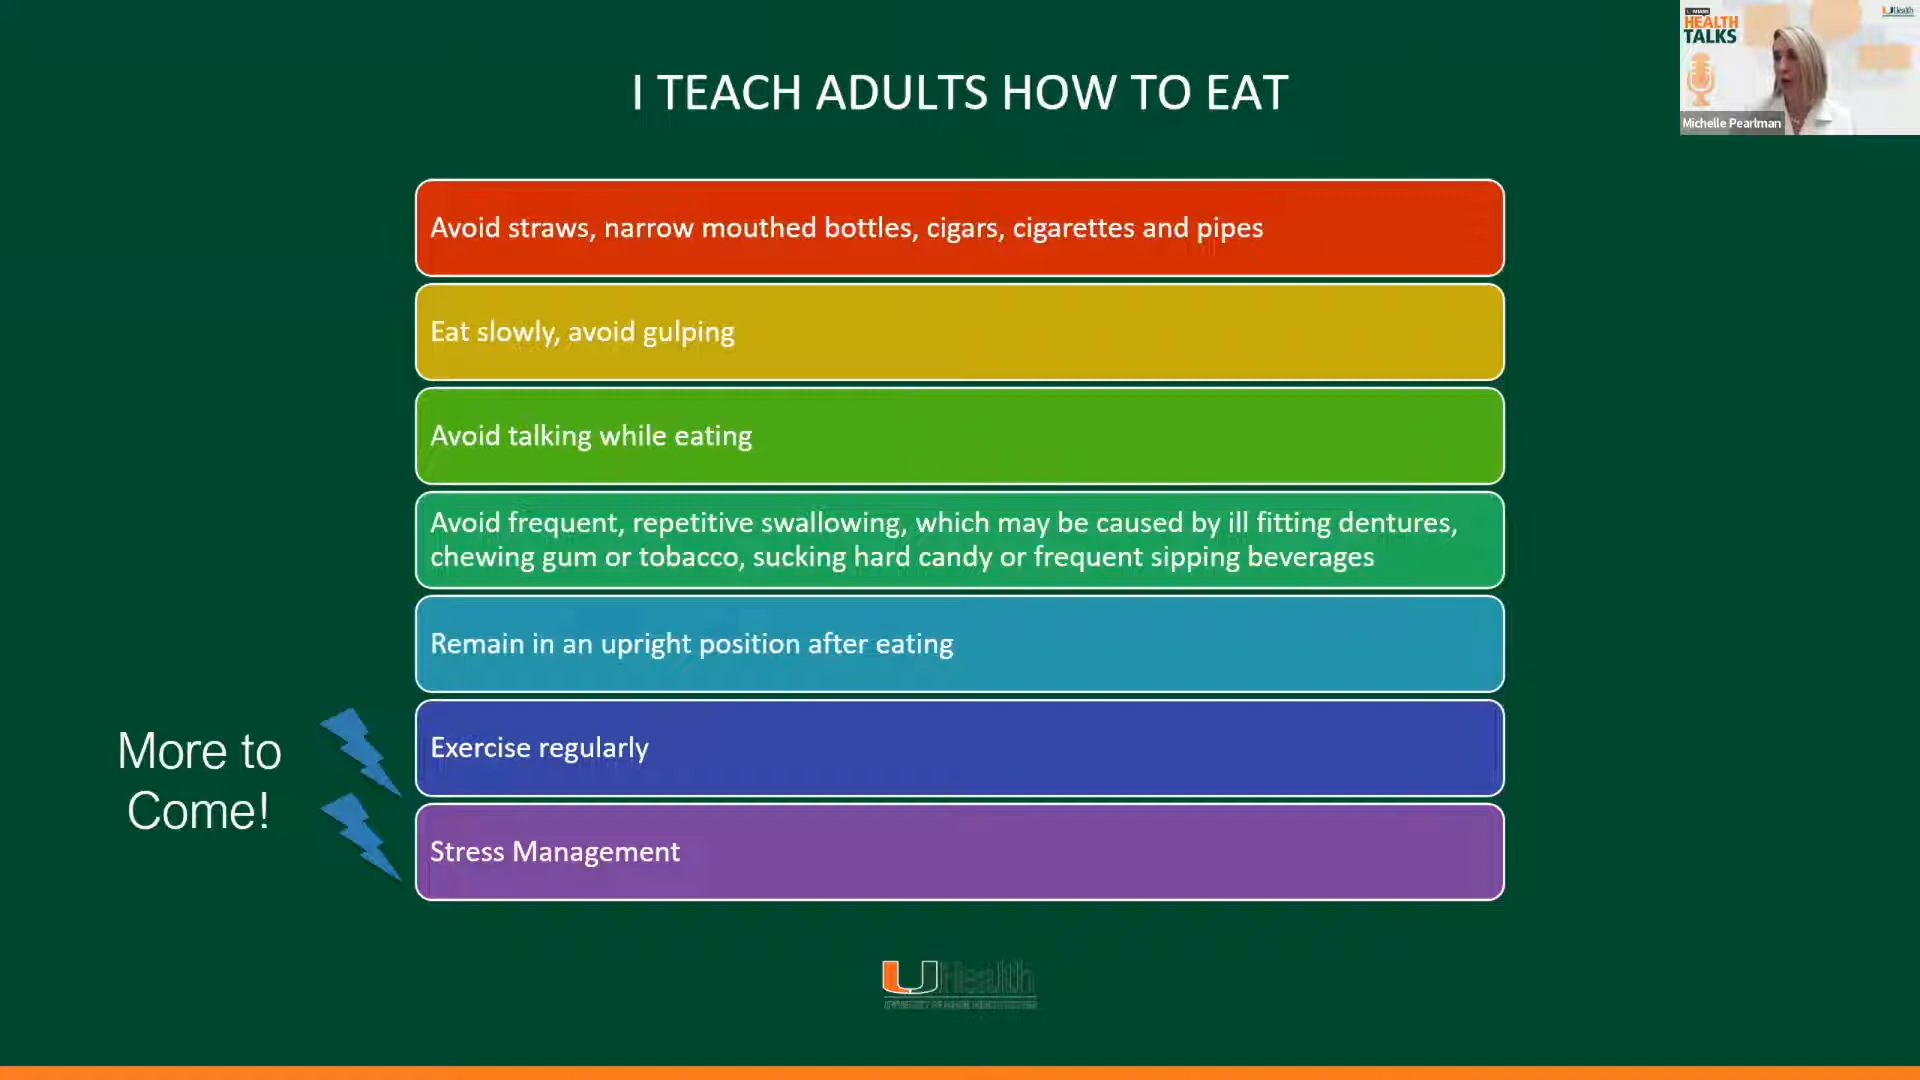 I TEACH ADULTS HOW TO EAT
HEALTH
TALKS
UHealth
Michelle Pearlman
Avoid straws, narrow mouthed bottles, cigars, cigarettes and pipes
Eat slowly, avoid gulping
Avoid talking while eating
Avoid frequent, repetitive swallowing, which may be caused by ill fitting dentures,
chewing gum or tobacco, sucking hard candy or frequent sipping beverages
Remain in an upright position after eating
Exercise regularly
Stress Management
More to
Come!
UHealth